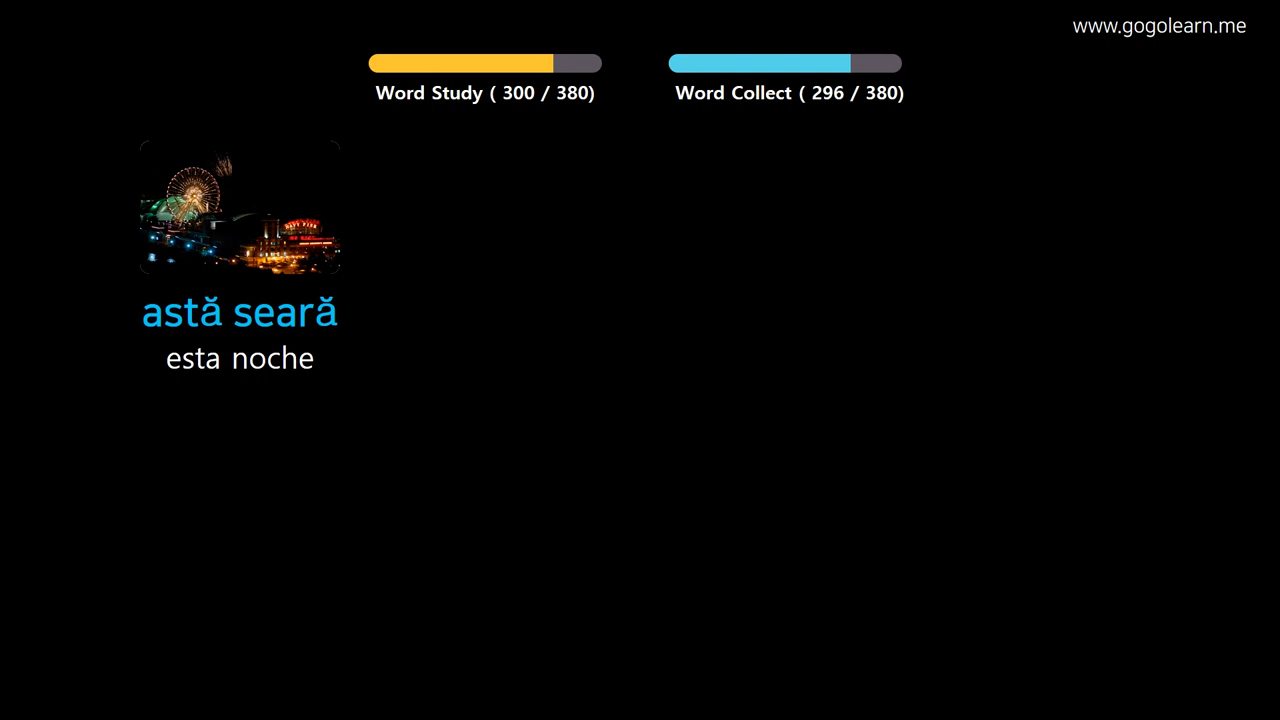 www.gogolearn.me
Word Study ( 300 / 380)
Word Collect ( 296 / 380)
astă seară
esta noche